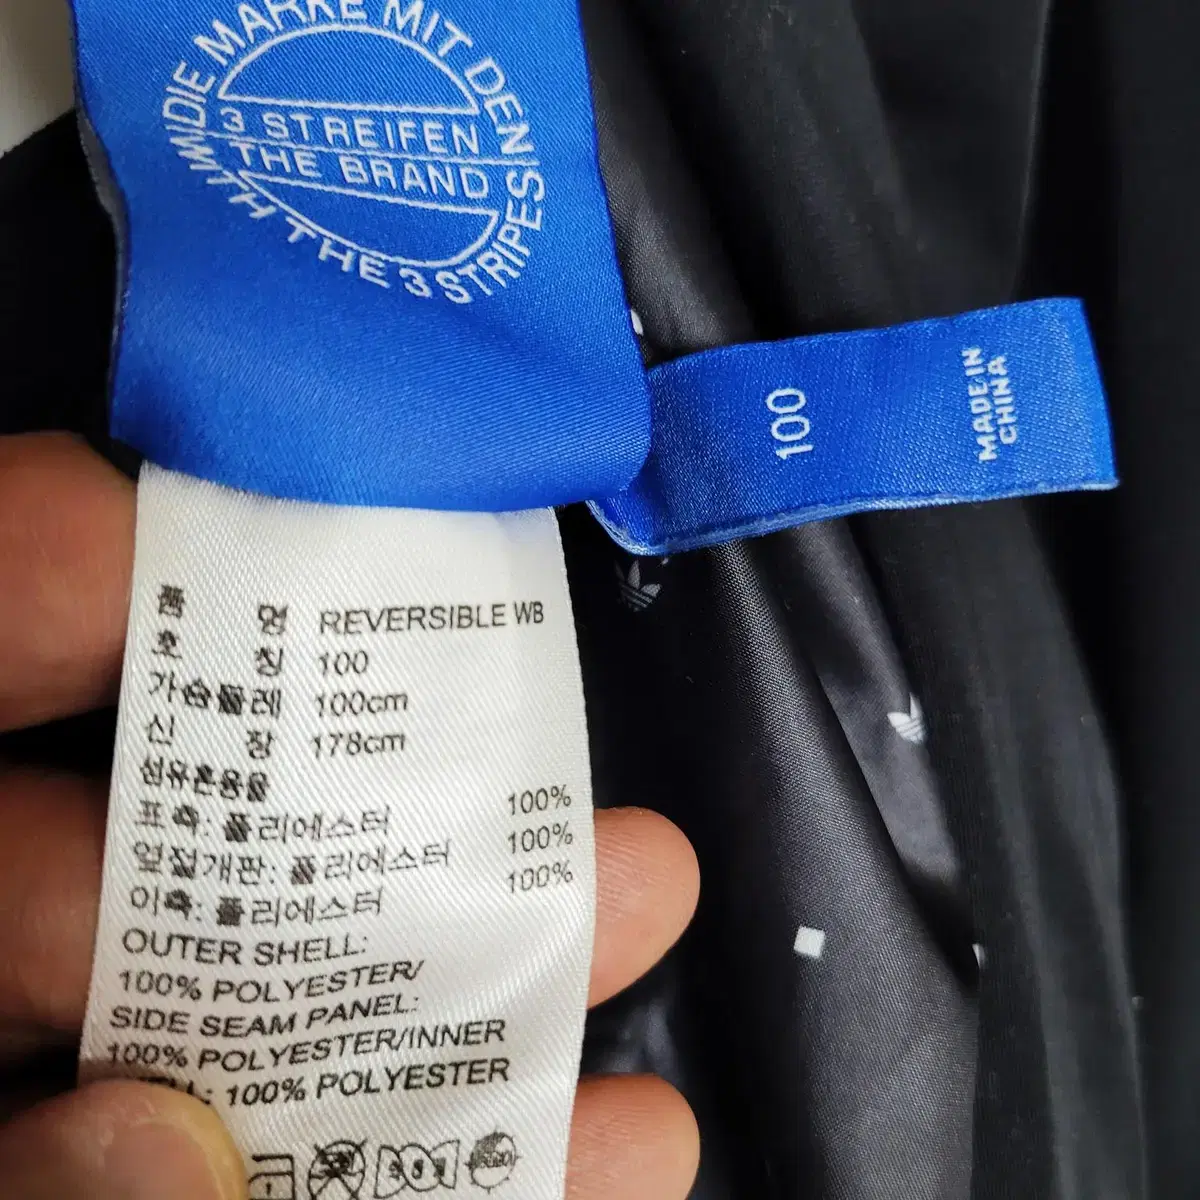 DIE MARKE MIT DEN
3 STREIFEN
THE BRAND
WITH THE 3 STRIPES
100
MADE IN
CHINA
품 명 REVERSIBLE WB
호 칭 100
가슴둘레 100cm
신 장 178cm
섬유혼용율
표측: 폴리에스터 100%
옆절개판: 폴리에스터 100%
이측: 폴리에스터 100%
OUTER SHELL:
100% POLYESTER/
SIDE SEAM PANEL:
100% POLYESTER/INNER
100% POLYESTER